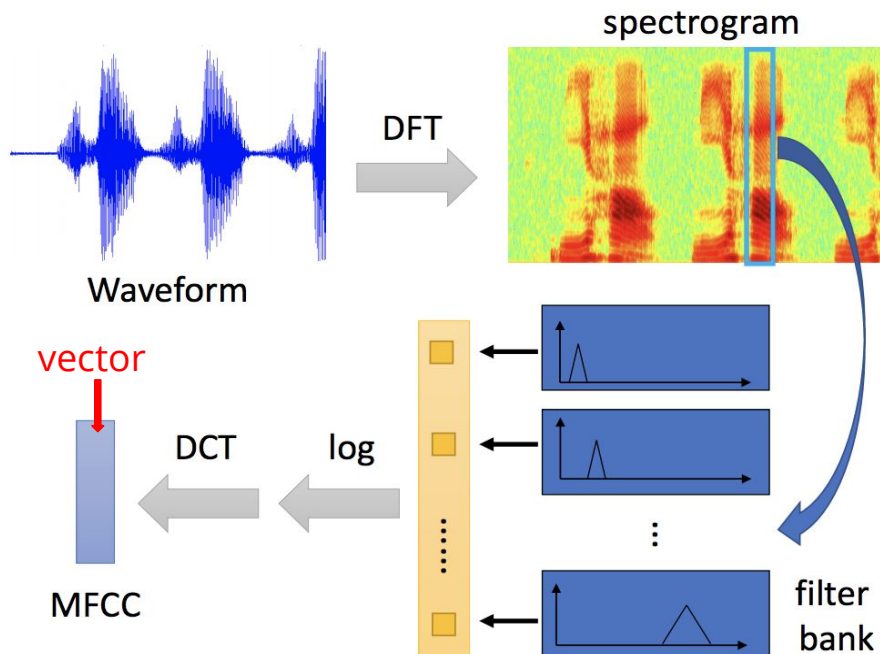 spectrogram
DFT
Waveform
vector
DCT
log
MFCC
......
⋮
filter
bank